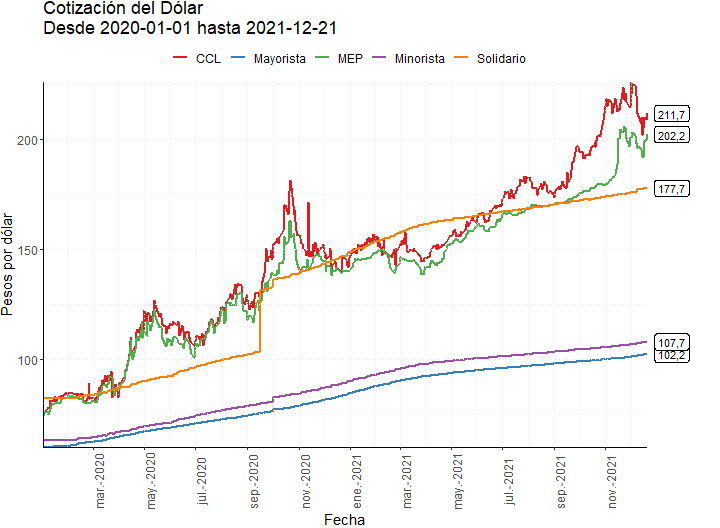 Cotización del Dólar
Desde 2020-01-01 hasta 2021-12-21
CCL Mayorista MEP Minorista Solidario
Pesos por dólar
200
150
100
211,7
202,2
177,7
107,7
102,2
mar.-2020
may.-2020
jul.-2020
sep.-2020
nov.-2020
ene.-2021
mar.-2021
may.-2021
jul.-2021
sep.-2021
nov.-2021
Fecha